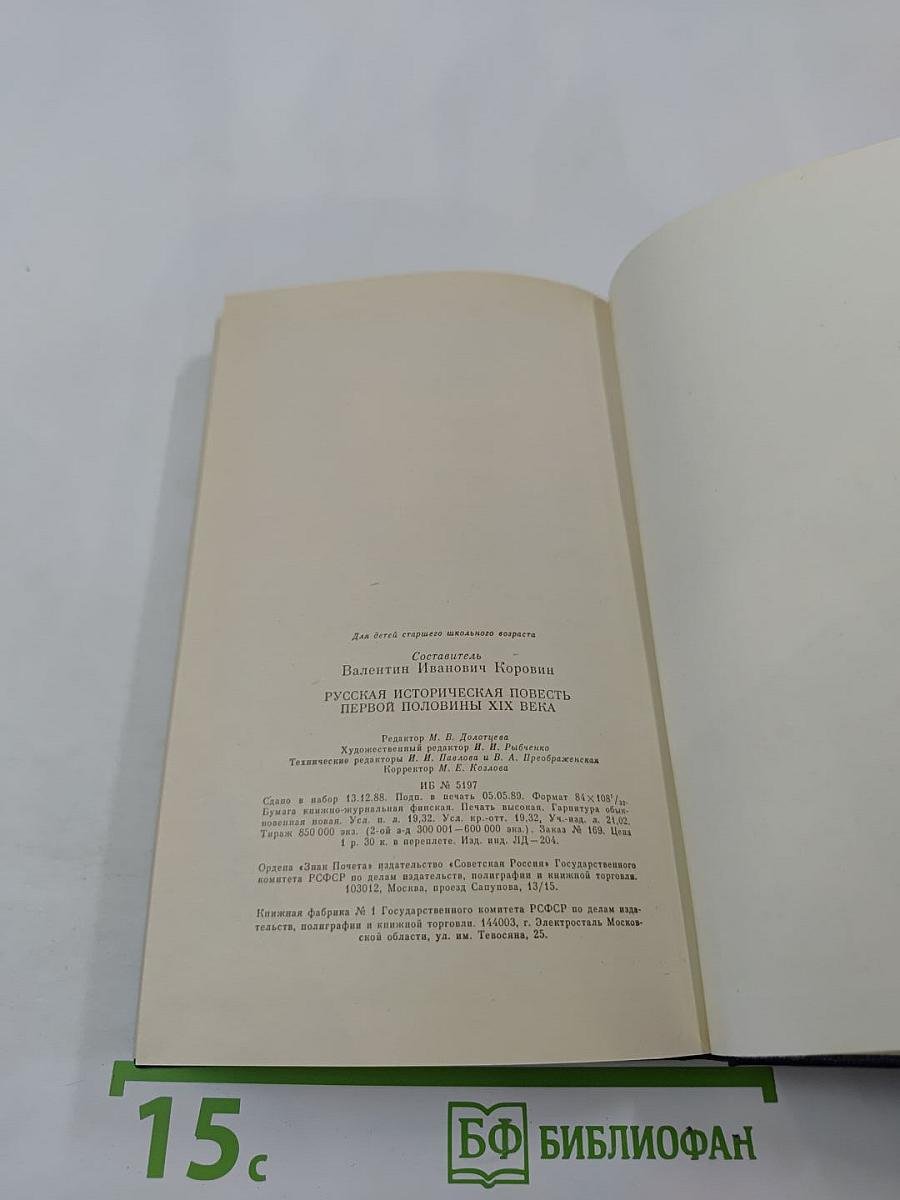 Для детей старшего школьного возраста
Составитель
Валентин Иванович Коровин
РУССКАЯ ИСТОРИЧЕСКАЯ ПОВЕСТЬ
ПЕРВОЙ ПОЛОВИНЫ XIX ВЕКА
Редактор М. В. Долотцева
Художественный редактор И. И. Рыбченко
Технические редакторы И. И. Павлова и В. А. Преображенская
Корректор М. Е. Козлова
ИБ № 5197
Сдано в набор 13.12.88. Подп. в печать 05.05.89. Формат 84×108¹/₃₂.
Бумага книжно-журнальная финская. Печать высокая. Гарнитура обык-
новенная новая. Усл. п. л. 19,32. Усл. кр.-отт. 19,32, Уч.-изд. л. 21,02.
Тираж 850 000 экз. (2-ой з-д 300 001—600 000 экз.). Заказ № 169. Цена
1 р. 30 к. в переплете. Изд. инд. ЛД—204.
Ордена «Знак Почета» издательство «Советская Россия» Государственного
комитета РСФСР по делам издательств, полиграфии и книжной торговли.
103012, Москва, проезд Сапунова, 13/15.
Книжная фабрика № 1 Государственного комитета РСФСР по делам изда-
тельств, полиграфии и книжной торговли. 144003, г. Электросталь Москов-
ской области, ул. им. Тевосяна, 25.
15 с
БФ БИБЛИОФАН